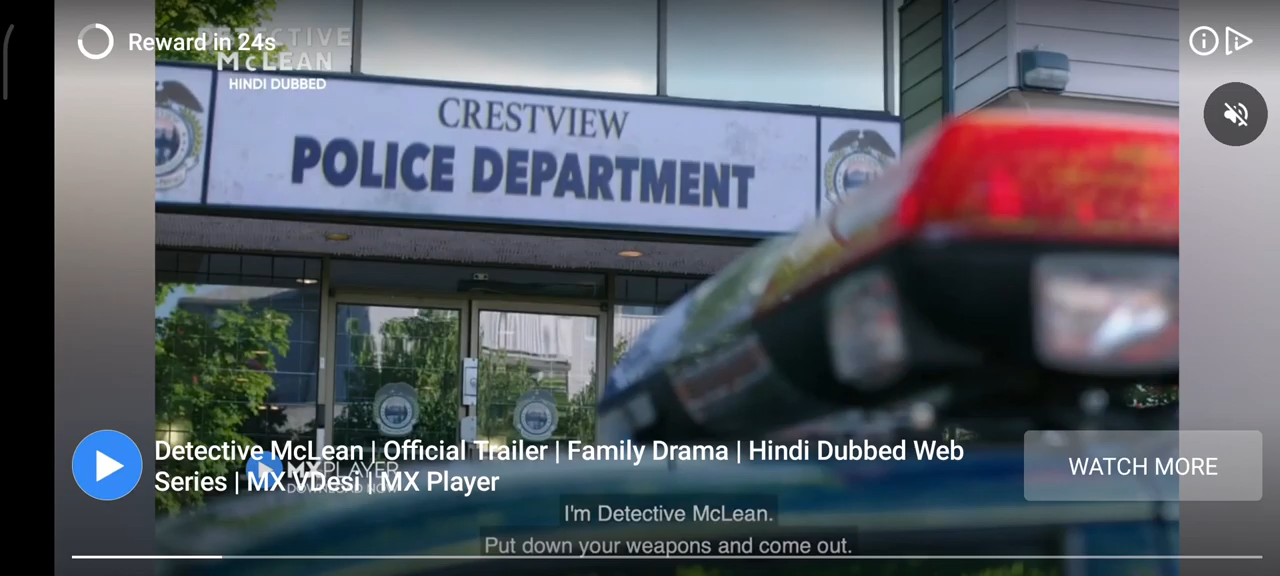 Reward in 24s
DETECTIVE
McLEAN
HINDI DUBBED
CRESTVIEW
POLICE DEPARTMENT
Detective McLean | Official Trailer | Family Drama | Hindi Dubbed Web
Series | MX VDesi | MX Player
MXPLAYER
WATCH MORE
I'm Detective McLean.
Put down your weapons and come out.